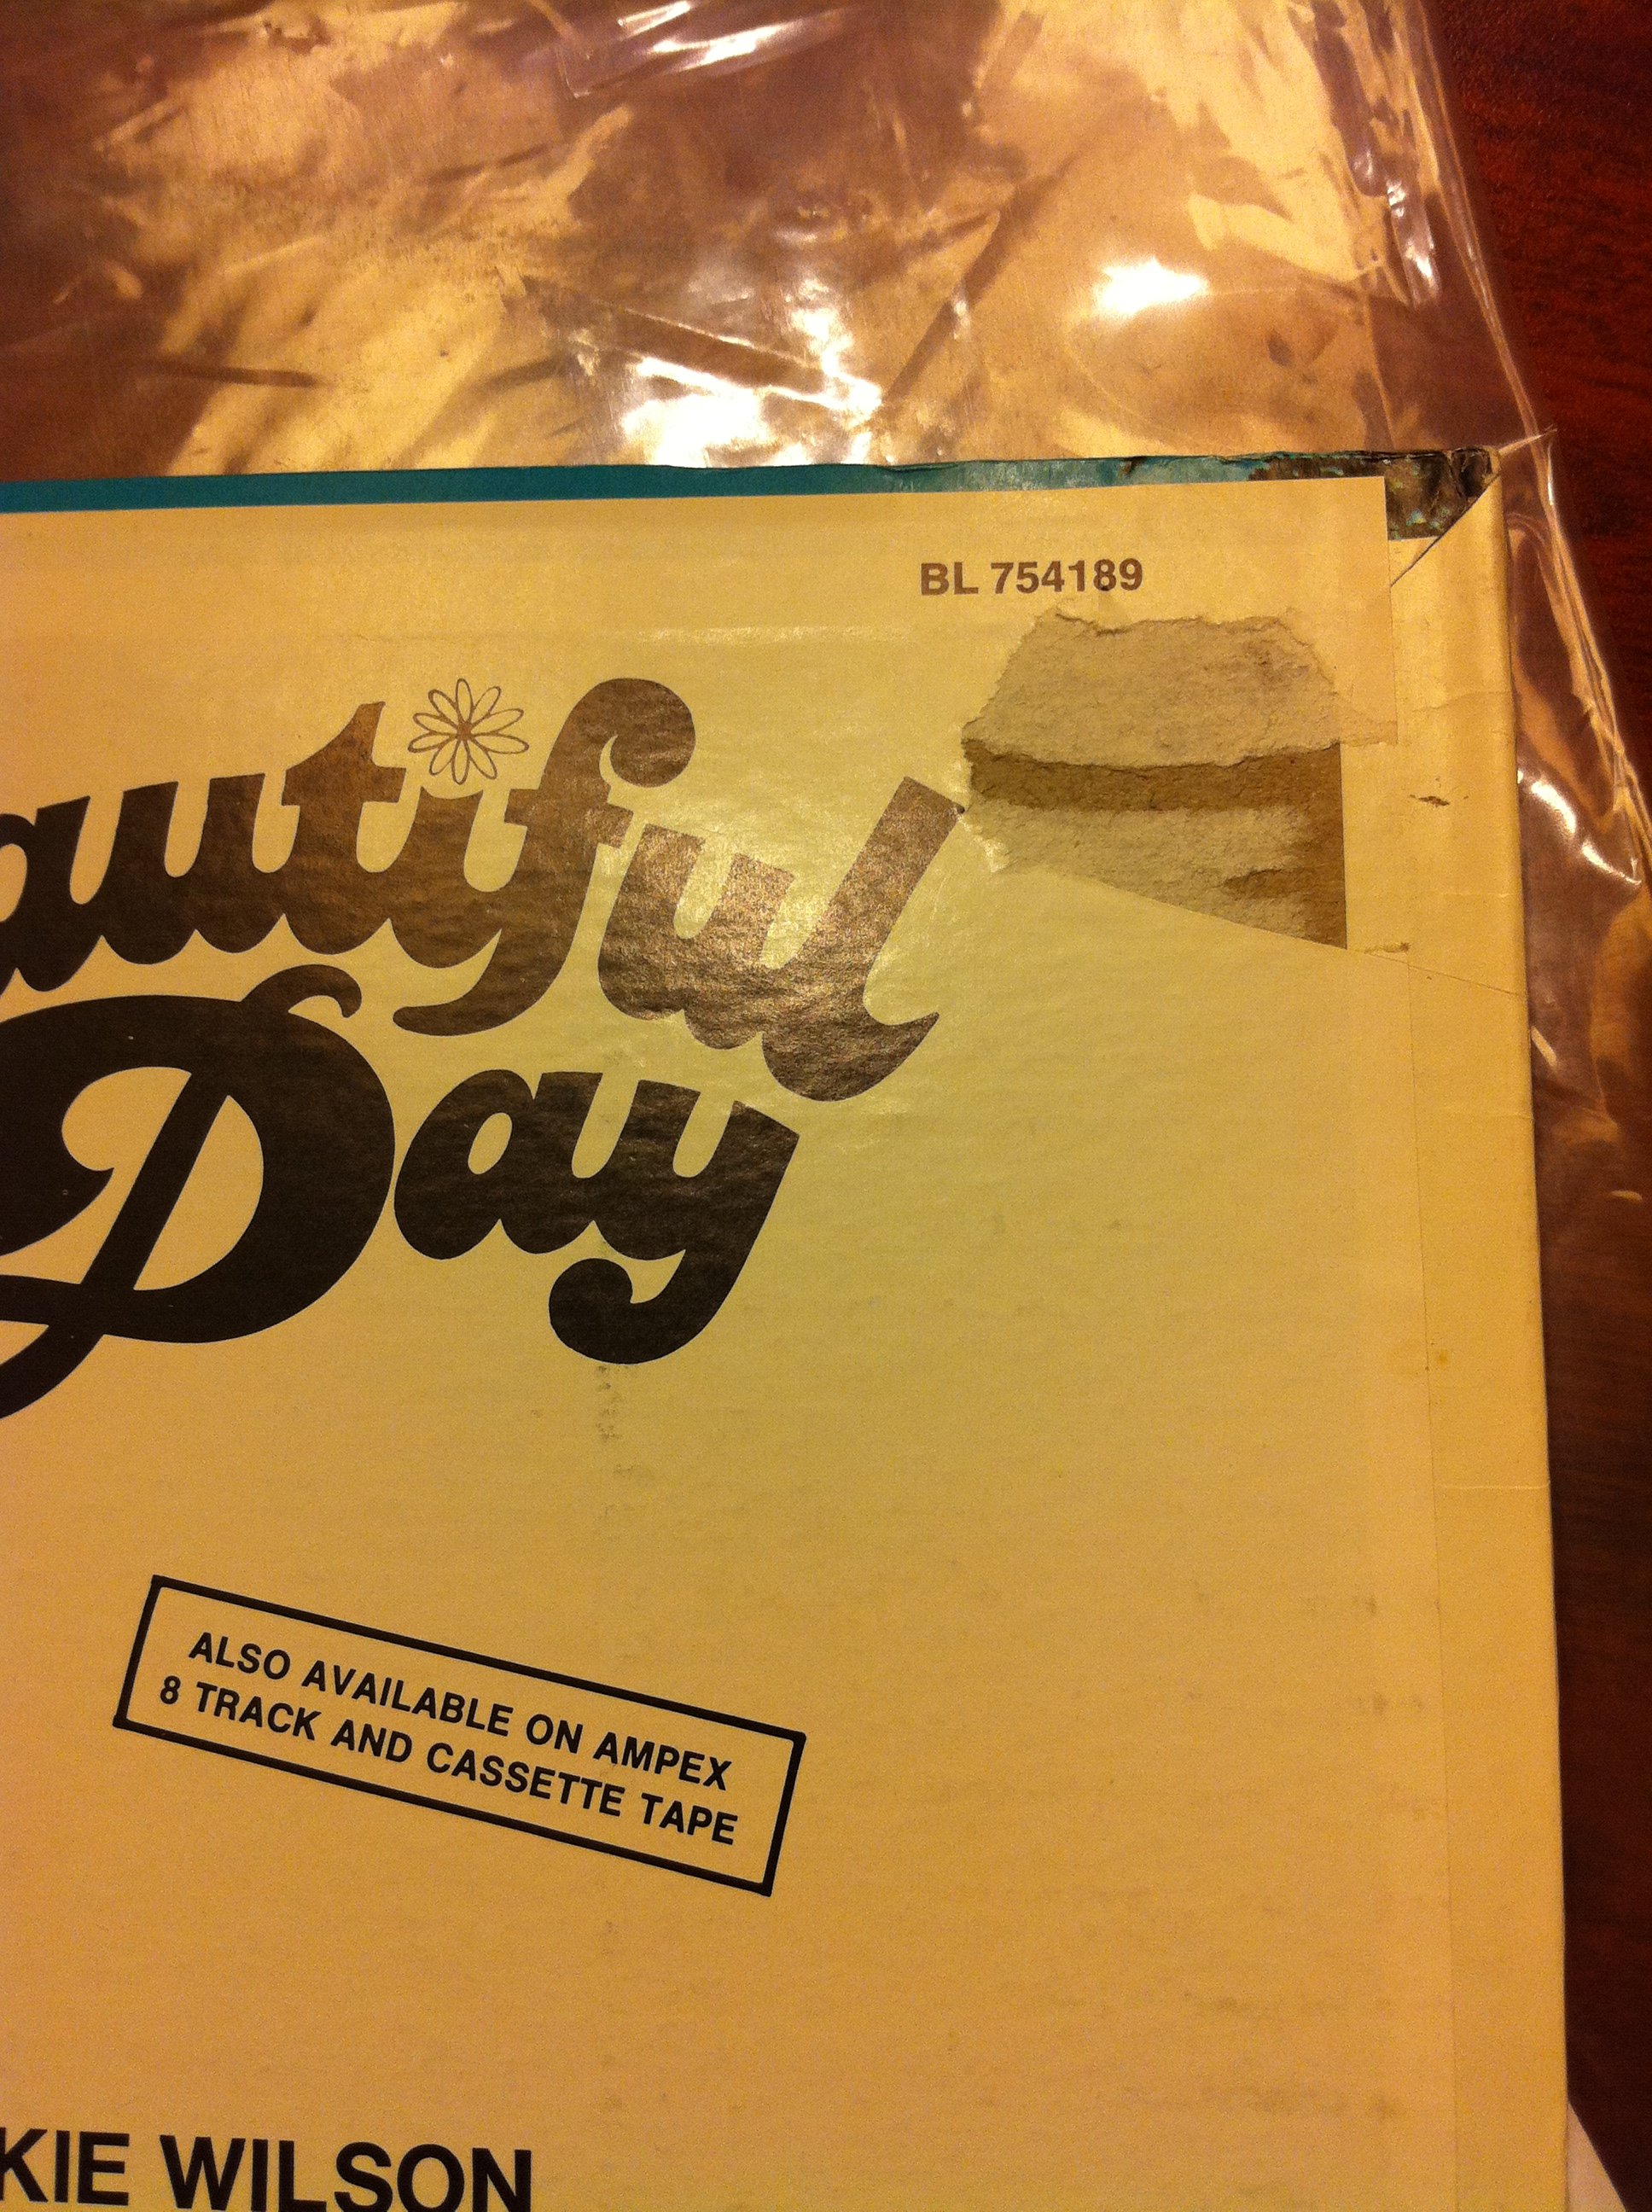 BL 754189
autiful
Day
ALSO AVAILABLE ON AMPEX
8 TRACK AND CASSETTE TAPE
KIE WILSON